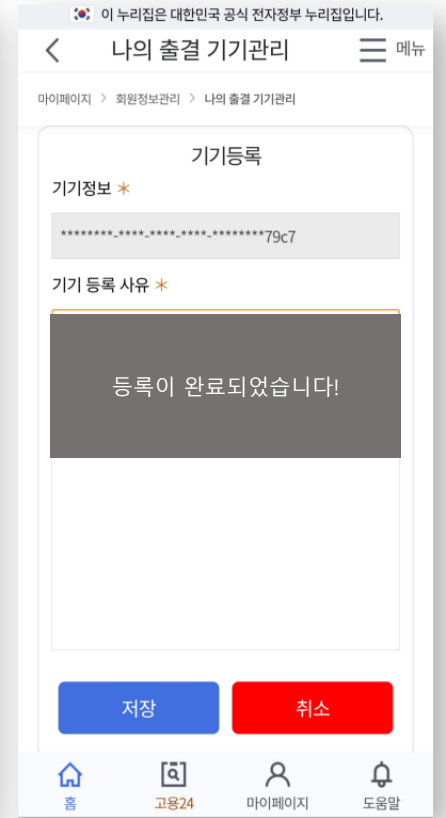 이 누리집은 대한민국 공식 전자정부 누리집입니다.
나의 출결 기기관리
메뉴
마이페이지 > 회원정보관리 > 나의 출결 기기관리
기기등록
기기정보 *
********-****-****-****-********79c7
기기 등록 사유 *
등록이 완료되었습니다!
저장
취소
홈
고용24
마이페이지
도움말